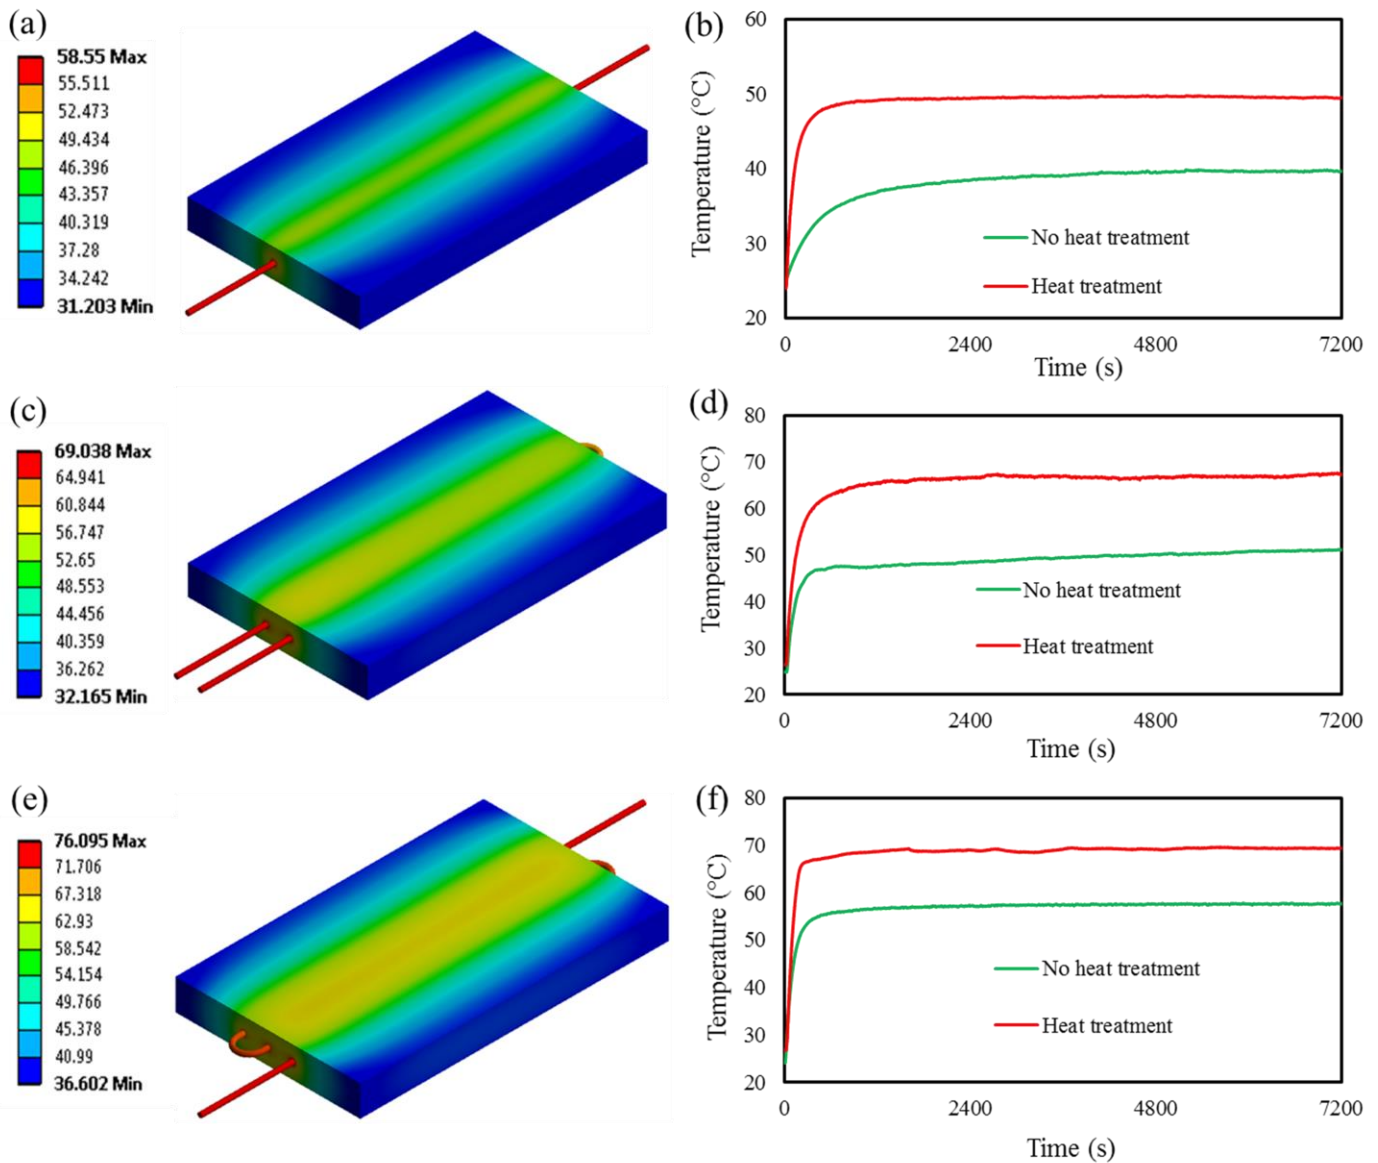 (a)
58.55 Max
55.511
52.473
49.434
46.396
43.357
40.319
37.28
34.242
31.203 Min
(b)
60
50
40
30
20
Temperature (°C)
No heat treatment
Heat treatment
0 2400 4800 7200
Time (s)
(c)
69.038 Max
64.941
60.844
56.747
52.65
48.553
44.456
40.359
36.262
32.165 Min
(d)
80
70
60
50
40
30
20
Temperature (°C)
No heat treatment
Heat treatment
0 2400 4800 7200
Time (s)
(e)
76.095 Max
71.706
67.318
62.93
58.542
54.154
49.766
45.378
40.99
36.602 Min
(f)
80
70
60
50
40
30
20
Temperature (°C)
No heat treatment
Heat treatment
0 2400 4800 7200
Time (s)